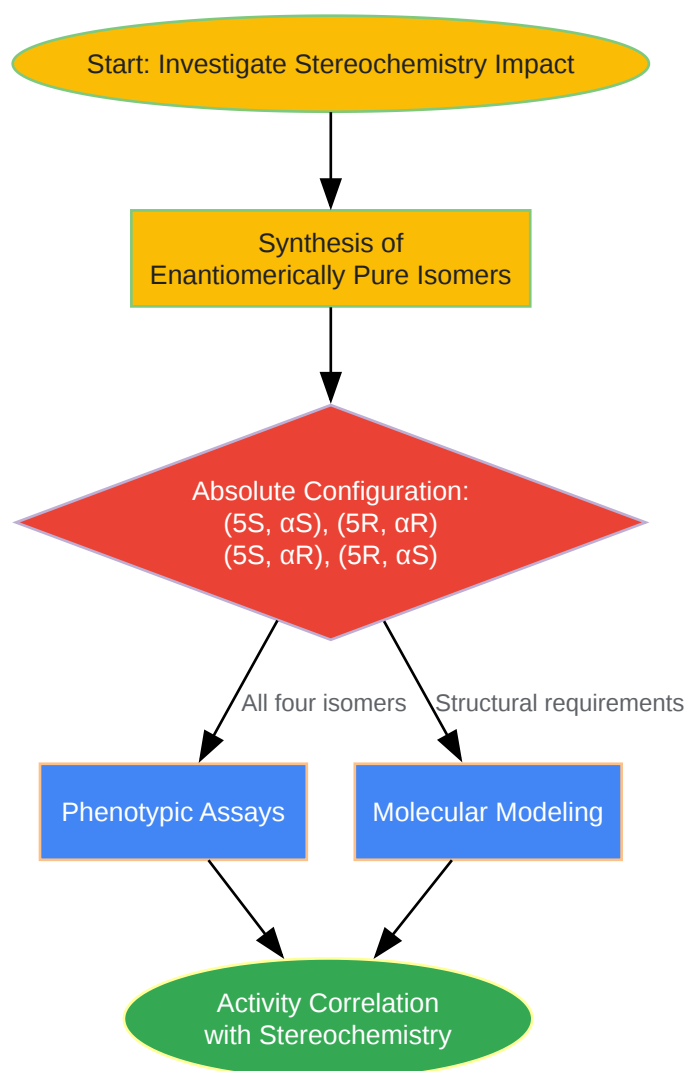 Start: Investigate Stereochemistry Impact
Synthesis of
Enantiomerically Pure Isomers
Absolute Configuration:
(5S, αS), (5R, αR)
(5S, αR), (5R, αS)
All four isomers
Structural requirements
Phenotypic Assays
Molecular Modeling
Activity Correlation
with Stereochemistry